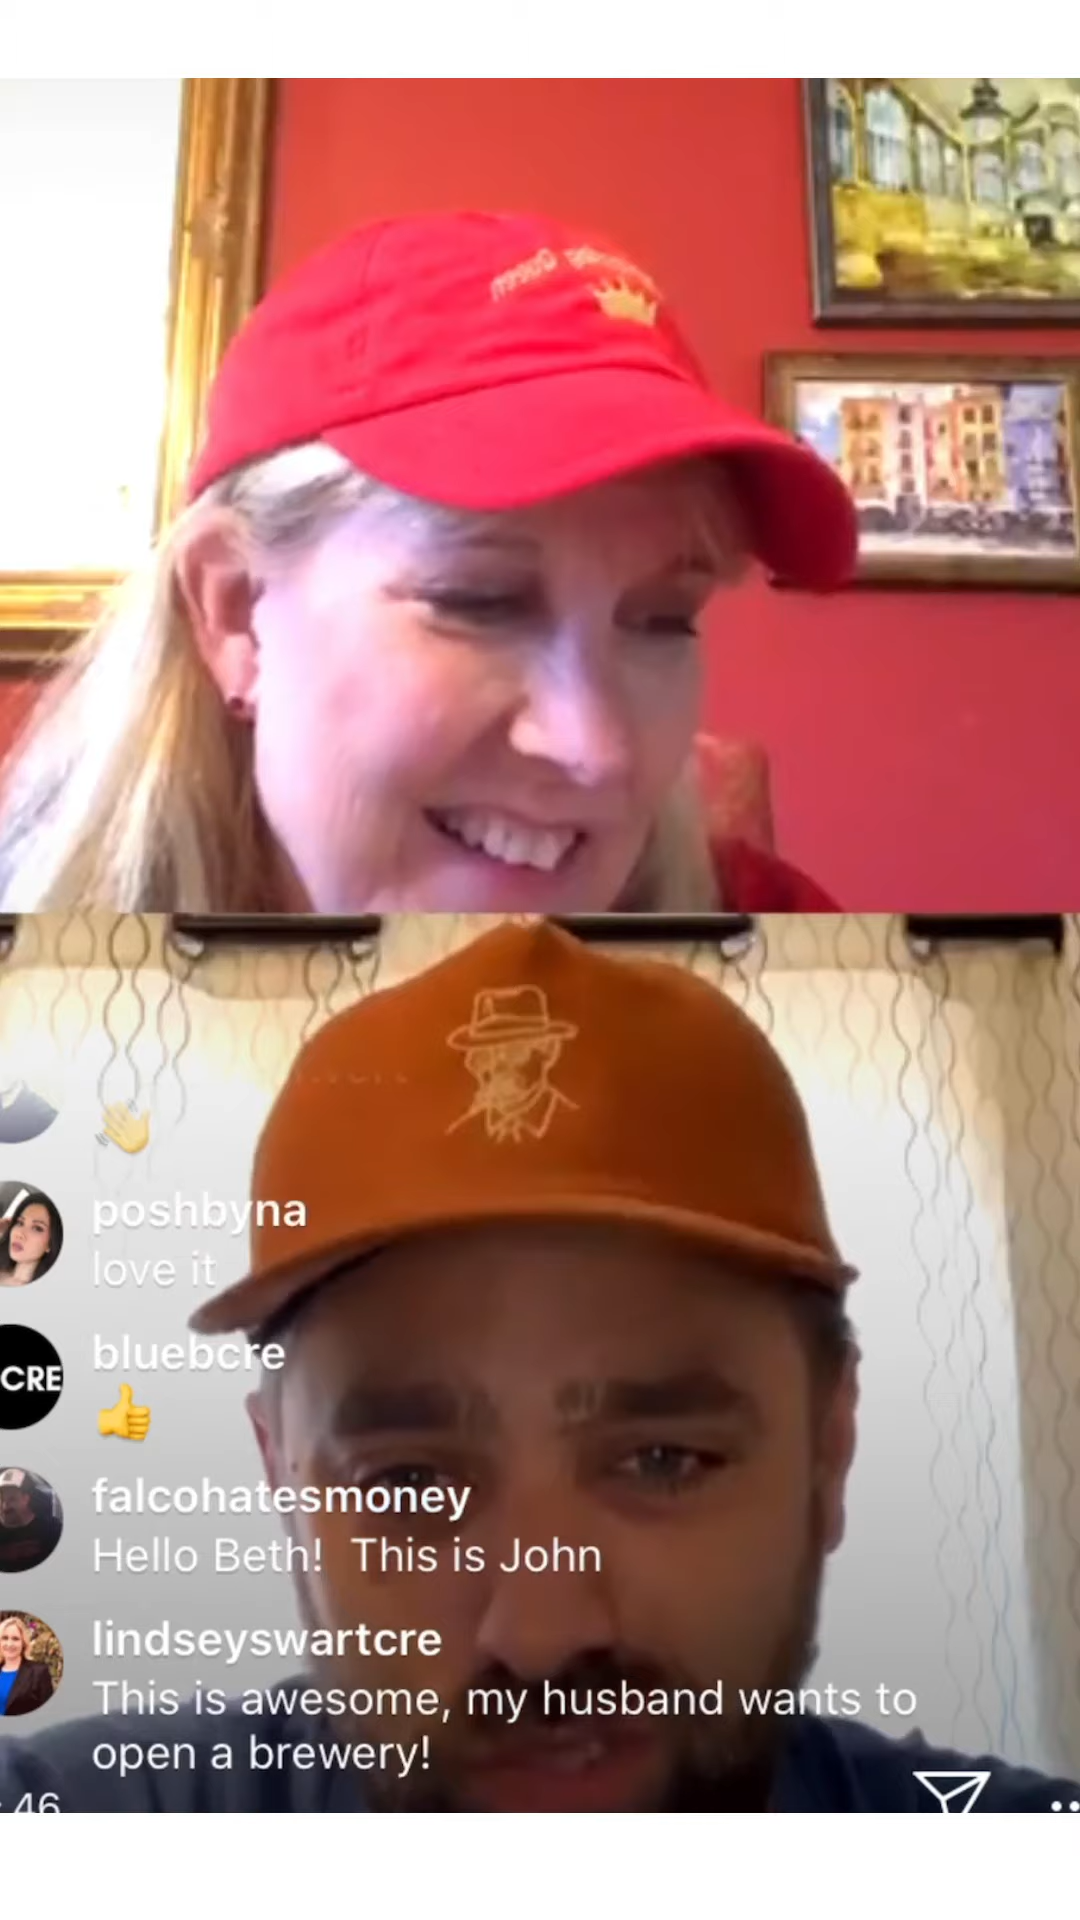 poshbyna
love it
bluebcre
CRE
falcohatesmoney
Hello Beth!  This is John
lindseyswartcre
This is awesome, my husband wants to
open a brewery!
46